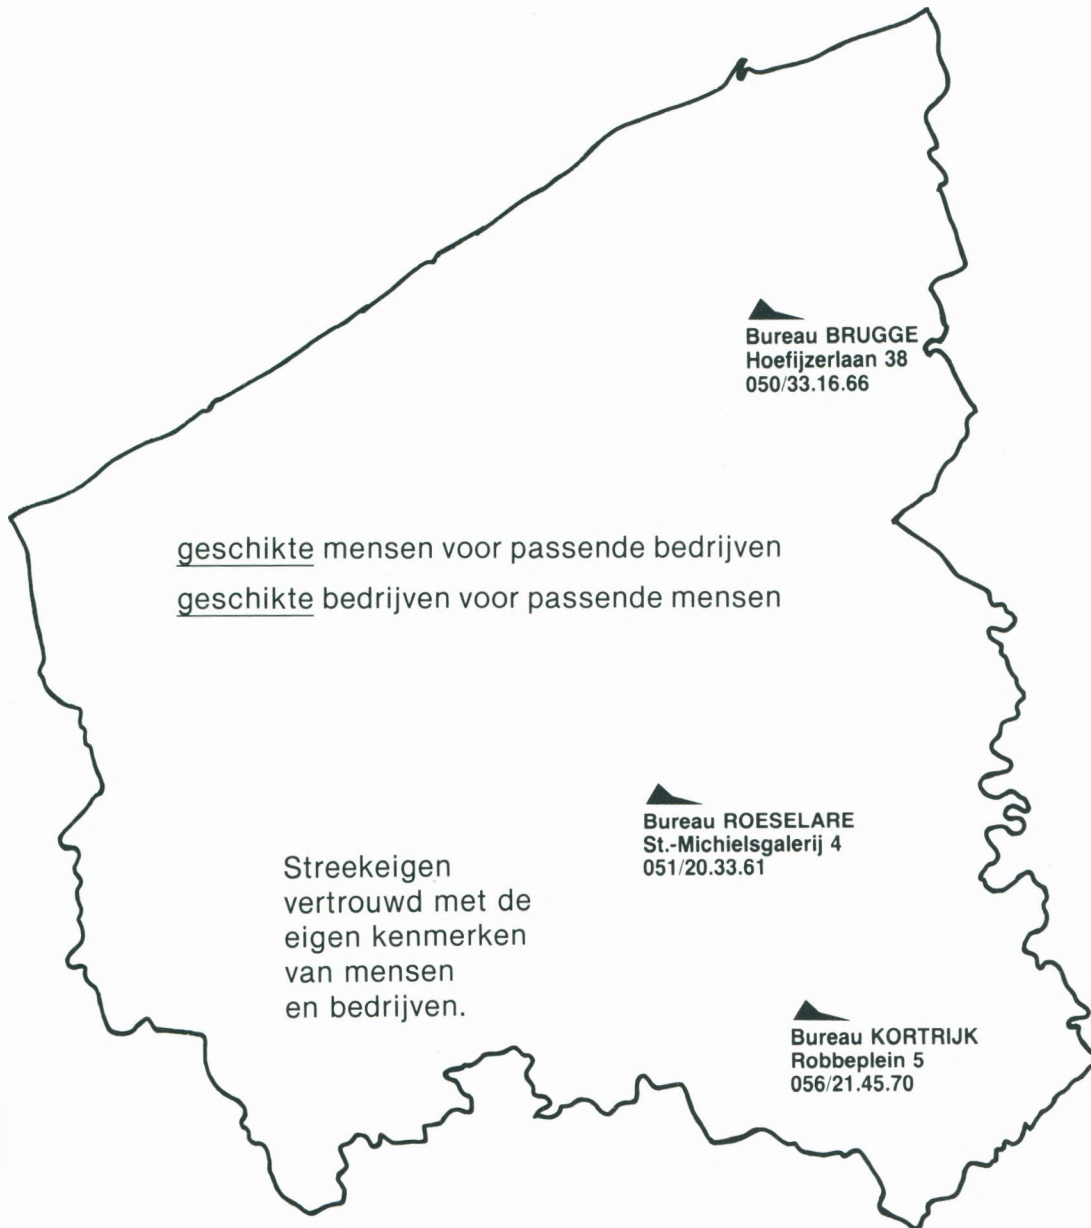 Bureau BRUGGE
Hoefijzerlaan 38
050/33.16.66
geschikte mensen voor passende bedrijven
geschikte bedrijven voor passende mensen
Bureau ROESELARE
St.-Michielsgalerij 4
051/20.33.61
Streekeigen
vertrouwd met de
eigen kenmerken
van mensen
en bedrijven.
Bureau KORTRIJK
Robbeplein 5
056/21.45.70